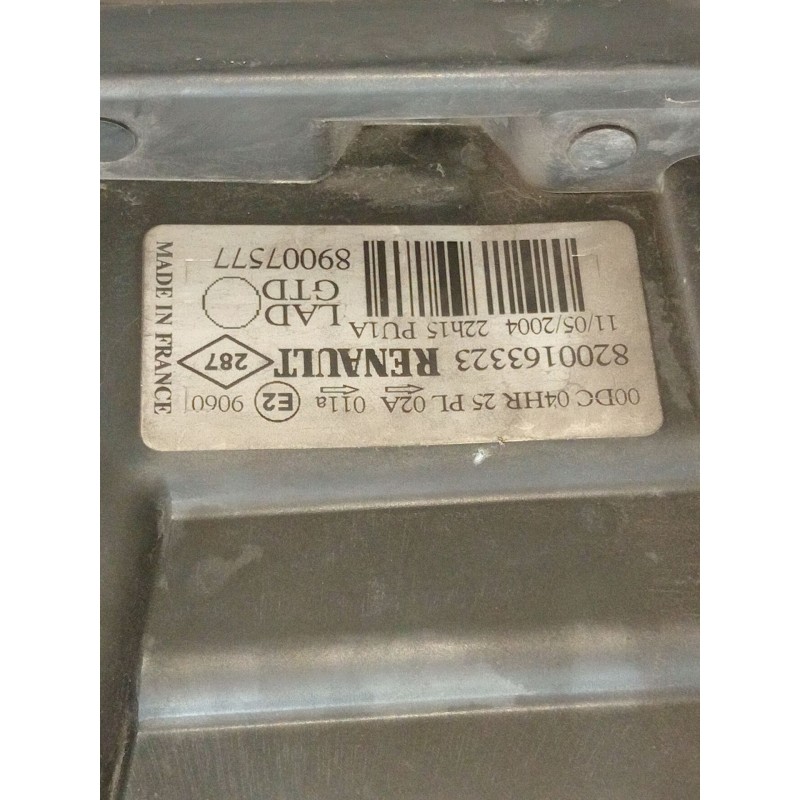 00DC 04HR 25 PL 02A 011a E2 9060
8200163323 RENAULT 287
11/05/2004 22h15 PU1A
LAD
GTD
89007577
MADE IN FRANCE